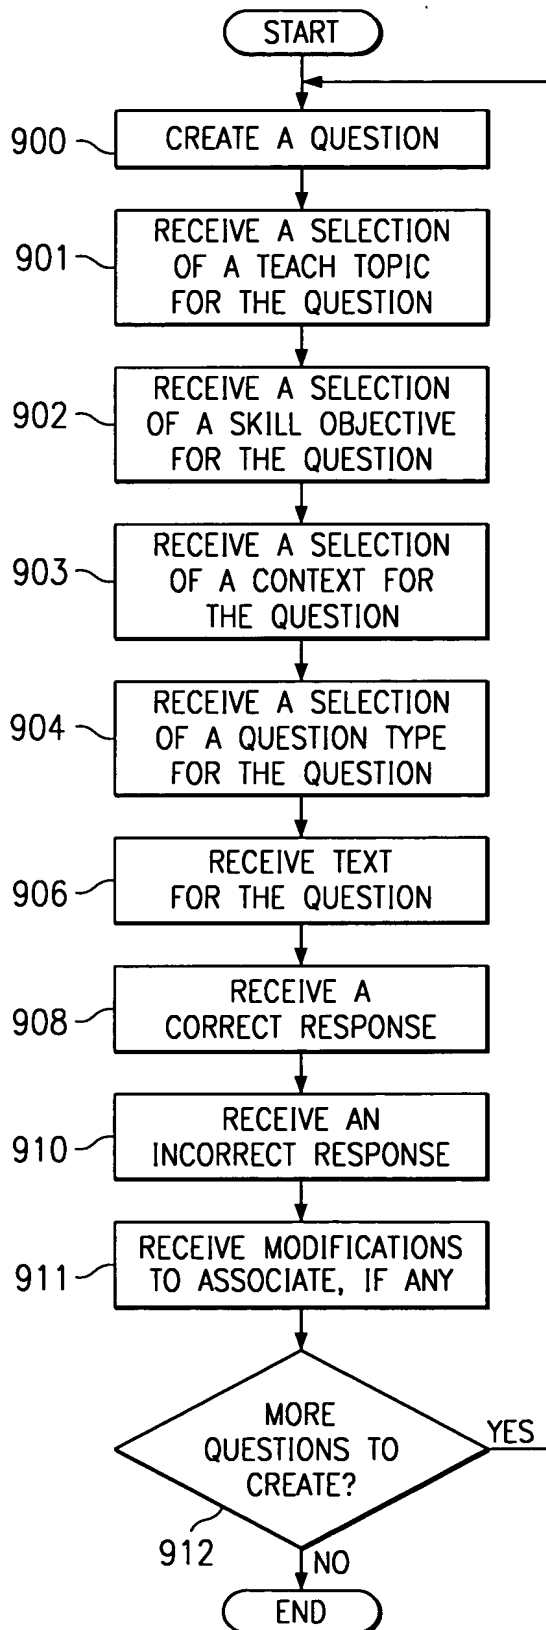 START
900
CREATE A QUESTION
901
RECEIVE A SELECTION
OF A TEACH TOPIC
FOR THE QUESTION
902
RECEIVE A SELECTION
OF A SKILL OBJECTIVE
FOR THE QUESTION
903
RECEIVE A SELECTION
OF A CONTEXT FOR
THE QUESTION
904
RECEIVE A SELECTION
OF A QUESTION TYPE
FOR THE QUESTION
906
RECEIVE TEXT
FOR THE QUESTION
908
RECEIVE A
CORRECT RESPONSE
910
RECEIVE AN
INCORRECT RESPONSE
911
RECEIVE MODIFICATIONS
TO ASSOCIATE, IF ANY
MORE
QUESTIONS TO
CREATE?
YES
912
NO
END